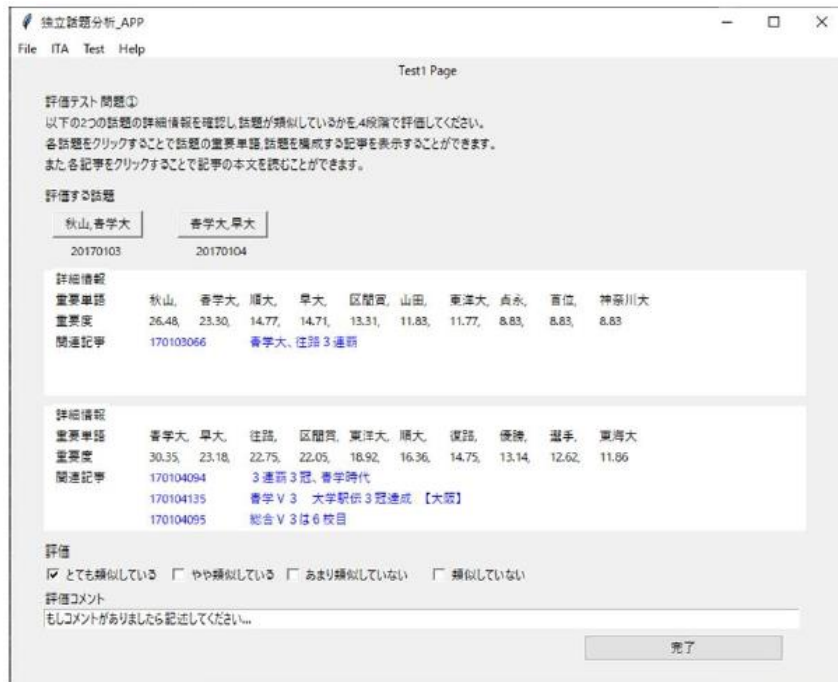 独立話題分析_APP
File ITA Test Help
Test1 Page
評価テスト 問題①
以下の2つの話題の詳細情報を確認し,話題が類似しているかを,4段階で評価してください。
各話題をクリックすることで話題の重要単語,話題を構成する記事を表示することができます。
また,各記事をクリックすることで記事の本文を読むことができます。
評価する話題
秋山,青学大 青学大,早大
20170103 20170104
詳細情報
重要単語 秋山, 青学大, 順大, 早大, 区間賞, 山田, 東洋大, 貞永, 首位, 神奈川大
重要度 26.48, 23.30, 14.77, 14.71, 13.31, 11.83, 11.77, 8.83, 8.83, 8.83
関連記事 170103066 青学大、往路3連覇
詳細情報
重要単語 青学大, 早大, 往路, 区間賞, 東洋大, 順大, 復路, 優勝, 選手, 東海大
重要度 30.35, 23.18, 22.75, 22.05, 18.92, 16.36, 14.75, 13.14, 12.62, 11.86
関連記事 170104094 3連覇3冠、青学時代
170104135 青学V3 大学駅伝3冠達成 【大阪】
170104095 総合V3は6校目
評価
とても類似している やや類似している あまり類似していない 類似していない
評価コメント
もしコメントがありましたら記述してください...
完了